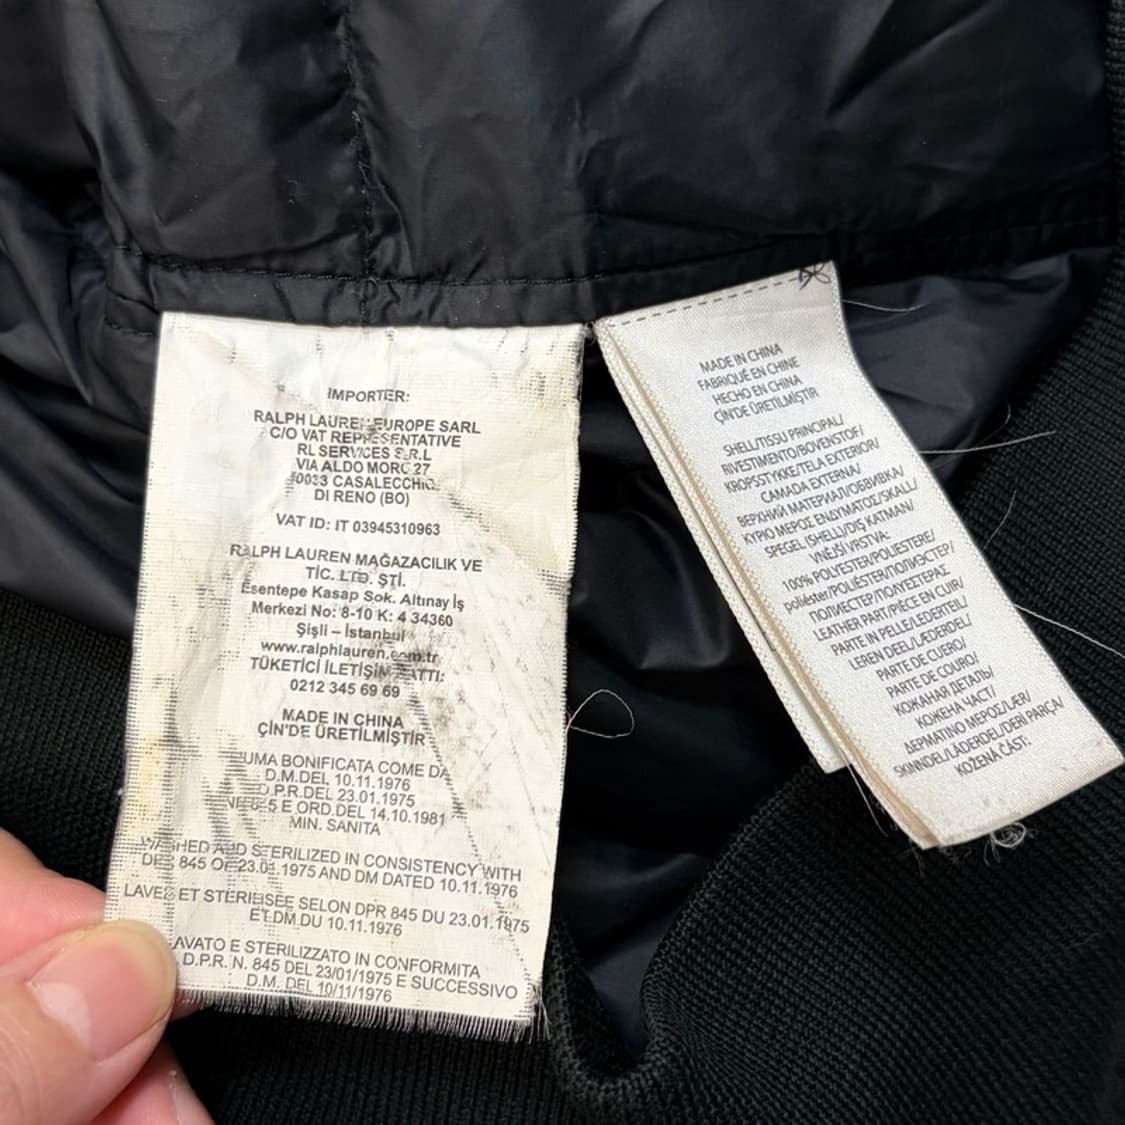 IMPORTER:
RALPH LAUREN EUROPE SARL
C/O VAT REPRESENTATIVE
RL SERVICES S.R.L
VIA ALDO MORO 27
CASALECCHIO
DI RENO (BO)
VAT ID: IT 03945310963
RALPH LAUREN MAĞAZACILIK VE
TİC. LTD. ŞTİ.
Esentepe Kasap Sok. Altınay İş
Merkezi No: 8-10 K: 4 34360
Şişli – İstanbul
www.ralphlauren.com.tr
TÜKETİCİ İLETİŞİM HATTI:
0212 345 69 69
MADE IN CHINA
ÇİN'DE ÜRETİLMİŞTİR
BONIFICATA COME DA
D.M.DEL 10.11.1976
D.P.R.DEL 23.01.1975
E ORD.DEL 14.10.1981
MIN. SANITA
WASHED AND STERILIZED IN CONSISTENCY WITH
845 OF 23.01.1975 AND DM DATED 10.11.1976
LAVEE ET STERILISÉE SELON DPR 845 DU 23.01.1975
ET.DM.DU 10.11.1976
LAVATO E STERILIZZATO IN CONFORMITA
D.P.R. N. 845 DEL 23/01/1975 E SUCCESSIVO
D.M. DEL 10/11/1976
MADE IN CHINA
FABRIQUÉ EN CHINE
HECHO EN CHINA
ÇİN'DE ÜRETİLMİŞTİR
SHELL/TISSU PRINCIPAL/
RIVESTIMENTO/BOVENSTOF/
KROPSSTYKKE/TELA EXTERIOR/
CAMADA EXTERNA/
ВЕРХНИЙ МАТЕРИАЛ/ОБВИВКА/
ΚΥΡΙΟ ΜΕΡΟΣ ΕΝΔΥΜΑΤΟΣ/SKALL/
SPEGEL (SHELL)/DIŞ KATMAN/
VNĚJŠÍ VRSTVA:
100% POLYESTER/POLIESTERE/
poliéster/POLIÉSTER/ПОЛИЭСТЕР/
ПОЛИЕСТЕР/ΠΟΛΥΕΣΤΕΡΑΣ
LEATHER PART/PIÈCE EN CUIR/
PARTE IN PELLE/LEDERTEIL/
LEREN DEEL/LÆDERDEL/
PARTE DE CUERO/
PARTE DE COURO/
КОЖАНАЯ ДЕТАЛЬ/
КОЖЕНА ЧАСТ/
ΔΕΡΜΑΤΙΝΟ ΜΕΡΟΣ/LÆR/
SKINNDEL/LÄDERDEL/DERİ PARÇA/
KOŽENÁ ČÁST: